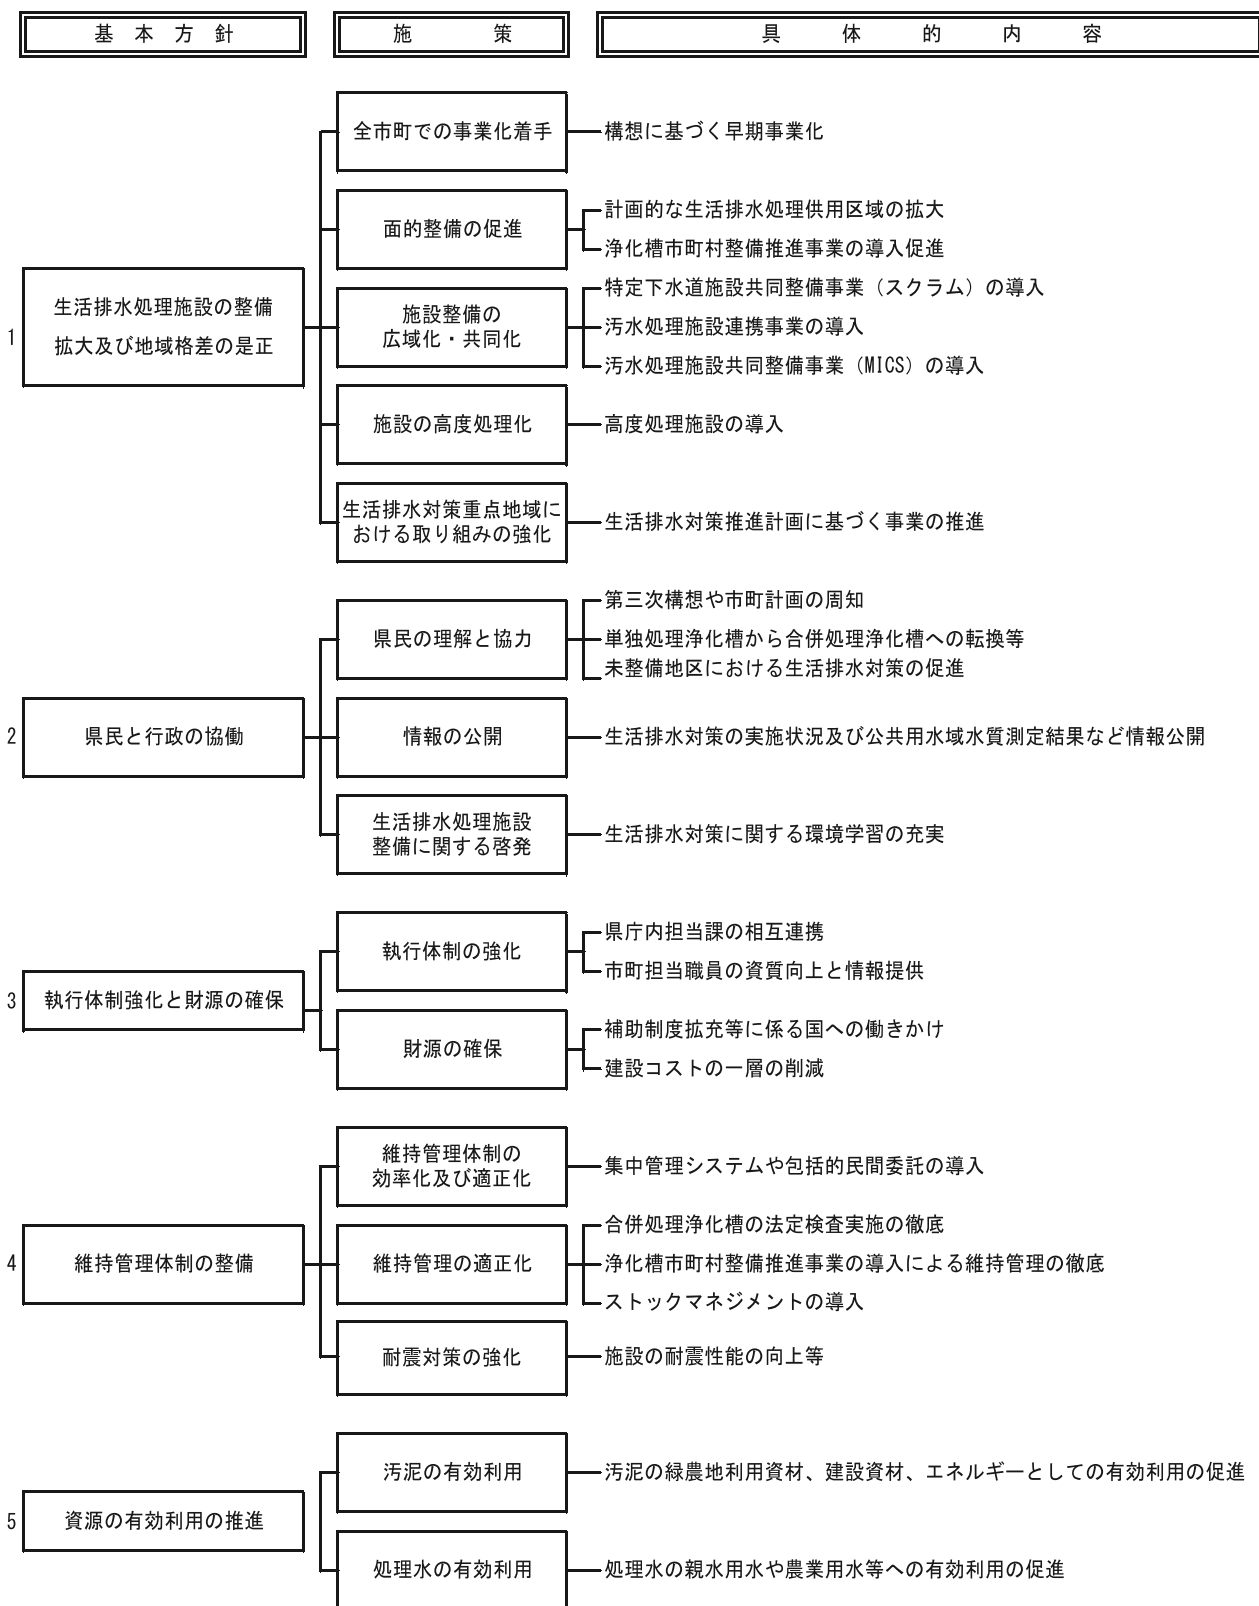 基本方針
施策
具体的内容
全市町での事業化着手
構想に基づく早期事業化
面的整備の促進
計画的な生活排水処理供用区域の拡大
浄化槽市町村整備推進事業の導入促進
1
生活排水処理施設の整備
拡大及び地域格差の是正
施設整備の
広域化・共同化
特定下水道施設共同整備事業（スクラム）の導入
汚水処理施設連携事業の導入
汚水処理施設共同整備事業（MICS）の導入
施設の高度処理化
高度処理施設の導入
生活排水対策重点地域に
おける取り組みの強化
生活排水対策推進計画に基づく事業の推進
県民の理解と協力
第三次構想や市町計画の周知
単独処理浄化槽から合併処理浄化槽への転換等
未整備地区における生活排水対策の促進
2
県民と行政の協働
情報の公開
生活排水対策の実施状況及び公共用水域水質測定結果など情報公開
生活排水処理施設
整備に関する啓発
生活排水対策に関する環境学習の充実
執行体制の強化
県庁内担当課の相互連携
市町担当職員の資質向上と情報提供
3
執行体制強化と財源の確保
財源の確保
補助制度拡充等に係る国への働きかけ
建設コストの一層の削減
維持管理体制の
効率化及び適正化
集中管理システムや包括的民間委託の導入
4
維持管理体制の整備
維持管理の適正化
合併処理浄化槽の法定検査実施の徹底
浄化槽市町村整備推進事業の導入による維持管理の徹底
ストックマネジメントの導入
耐震対策の強化
施設の耐震性能の向上等
汚泥の有効利用
汚泥の緑農地利用資材、建設資材、エネルギーとしての有効利用の促進
5
資源の有効利用の推進
処理水の有効利用
処理水の親水用水や農業用水等への有効利用の促進